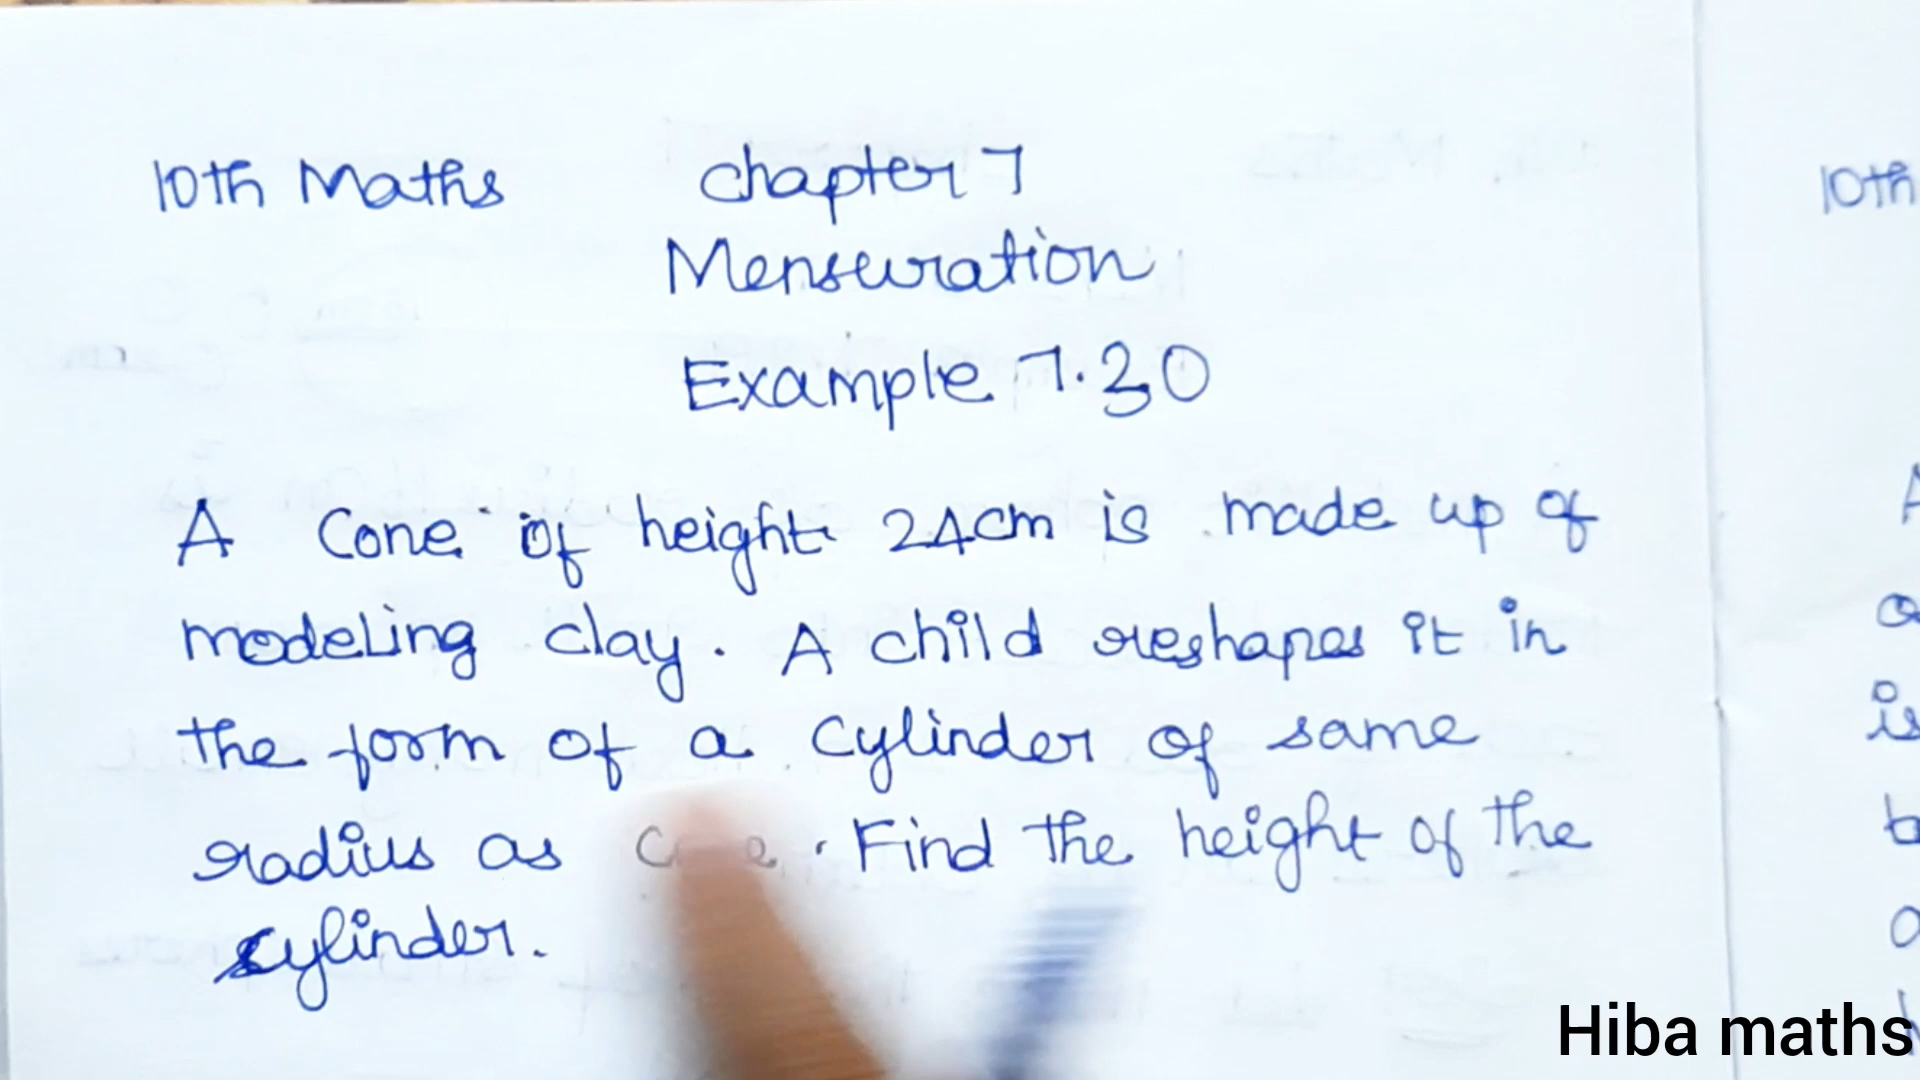 10th Maths chapter 7
Mensuration
Example 7.30
A Cone of height 24cm is made up of
modeling clay. A child reshapes it in
the form of a cylinder of same
radius as . Find the height of the
cylinder.
10th
is
Hiba maths